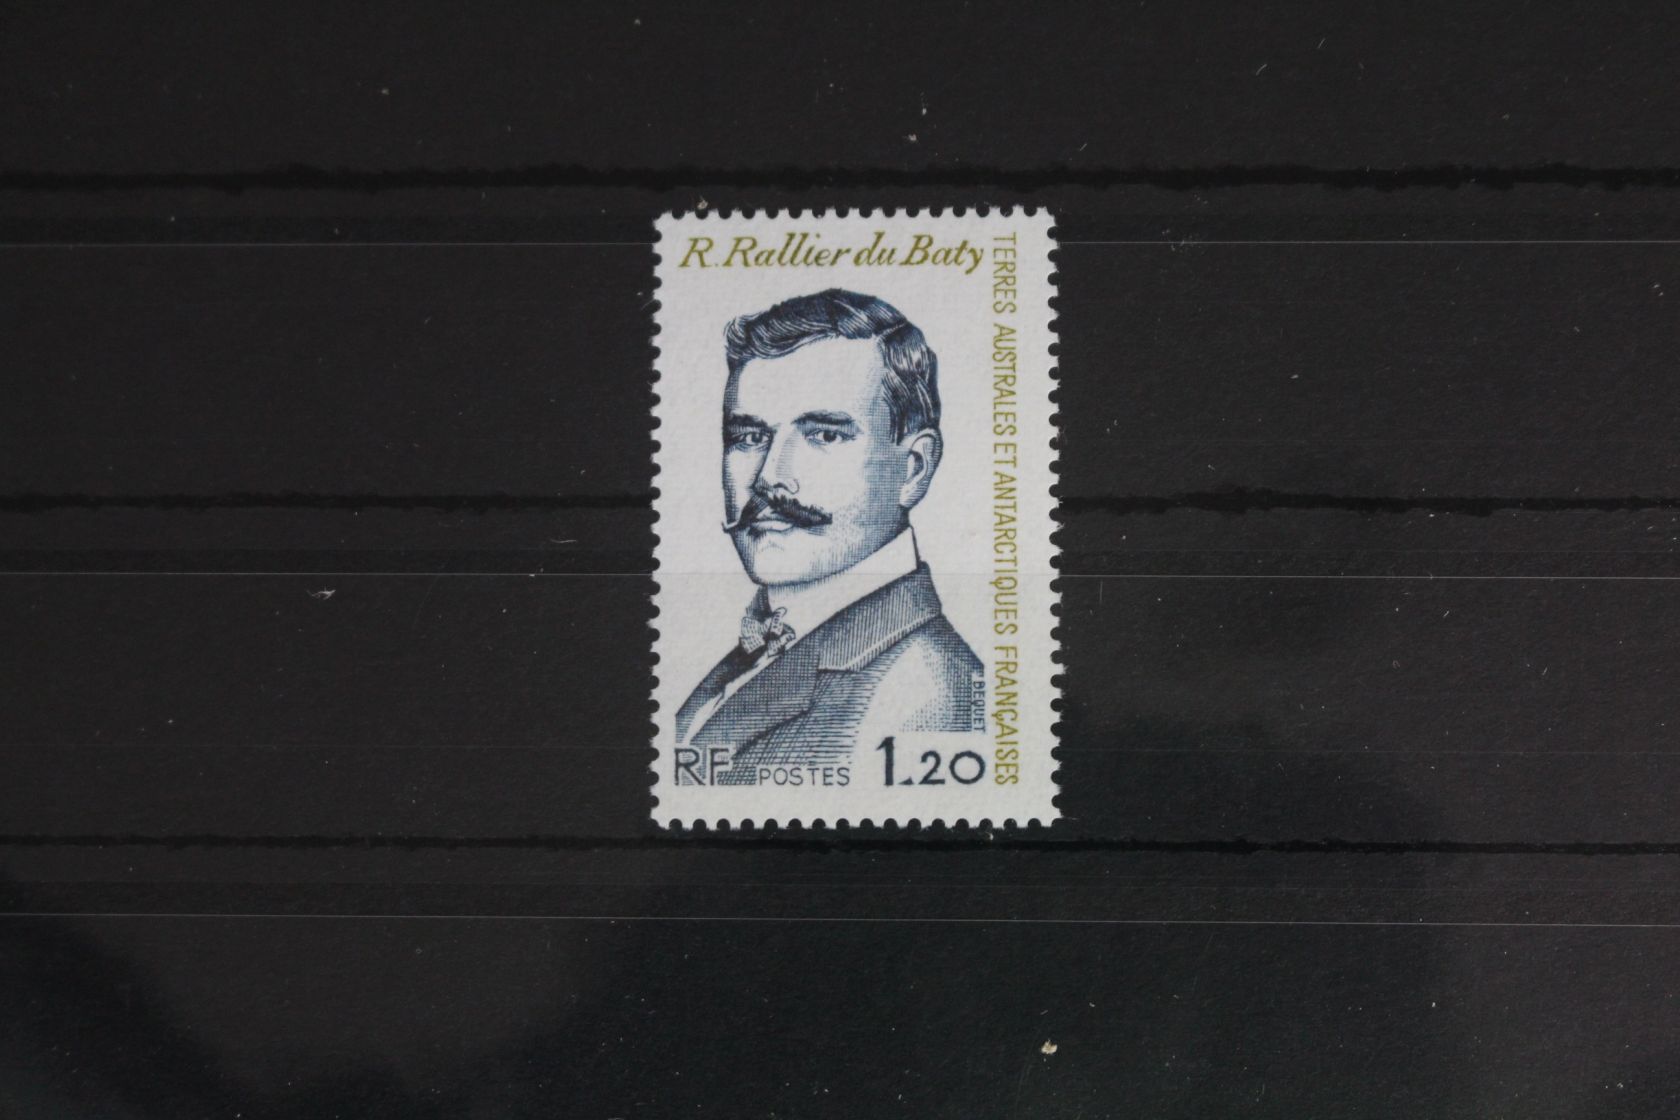 R. Rallier du Baty
TERRES AUSTRALES ET ANTARCTIQUES FRANÇAISES
BEQUET
RF POSTES 1.20